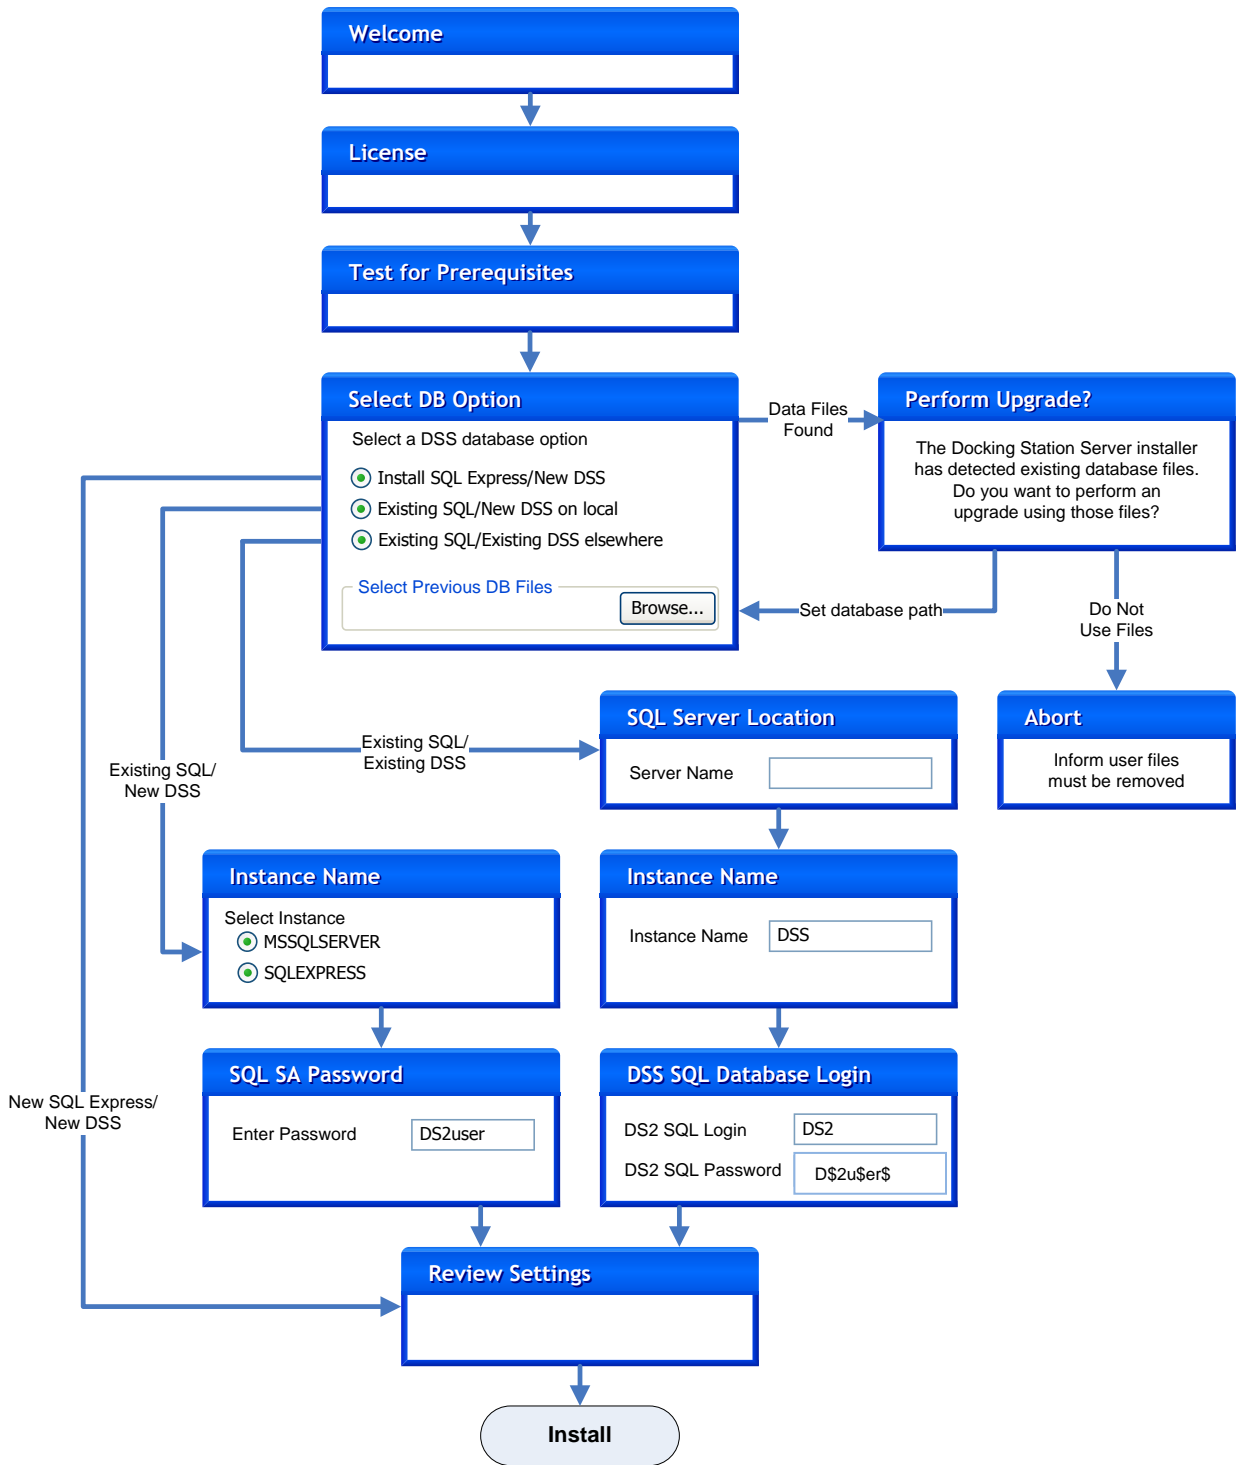 Welcome
License
Test for Prerequisites
Select DB Option
Select a DSS database option
Install SQL Express/New DSS
Existing SQL/New DSS on local
Existing SQL/Existing DSS elsewhere
Select Previous DB Files
Browse...
Data Files
Found
Perform Upgrade?
The Docking Station Server installer
has detected existing database files.
Do you want to perform an
upgrade using those files?
Set database path
Do Not
Use Files
Abort
Inform user files
must be removed
Existing SQL/
Existing DSS
SQL Server Location
Server Name
Existing SQL/
New DSS
Instance Name
Select Instance
MSSQLSERVER
SQLEXPRESS
Instance Name
Instance Name
DSS
New SQL Express/
New DSS
SQL SA Password
Enter Password
DS2user
DSS SQL Database Login
DS2 SQL Login
DS2
DS2 SQL Password
D$2u$er$
Review Settings
Install